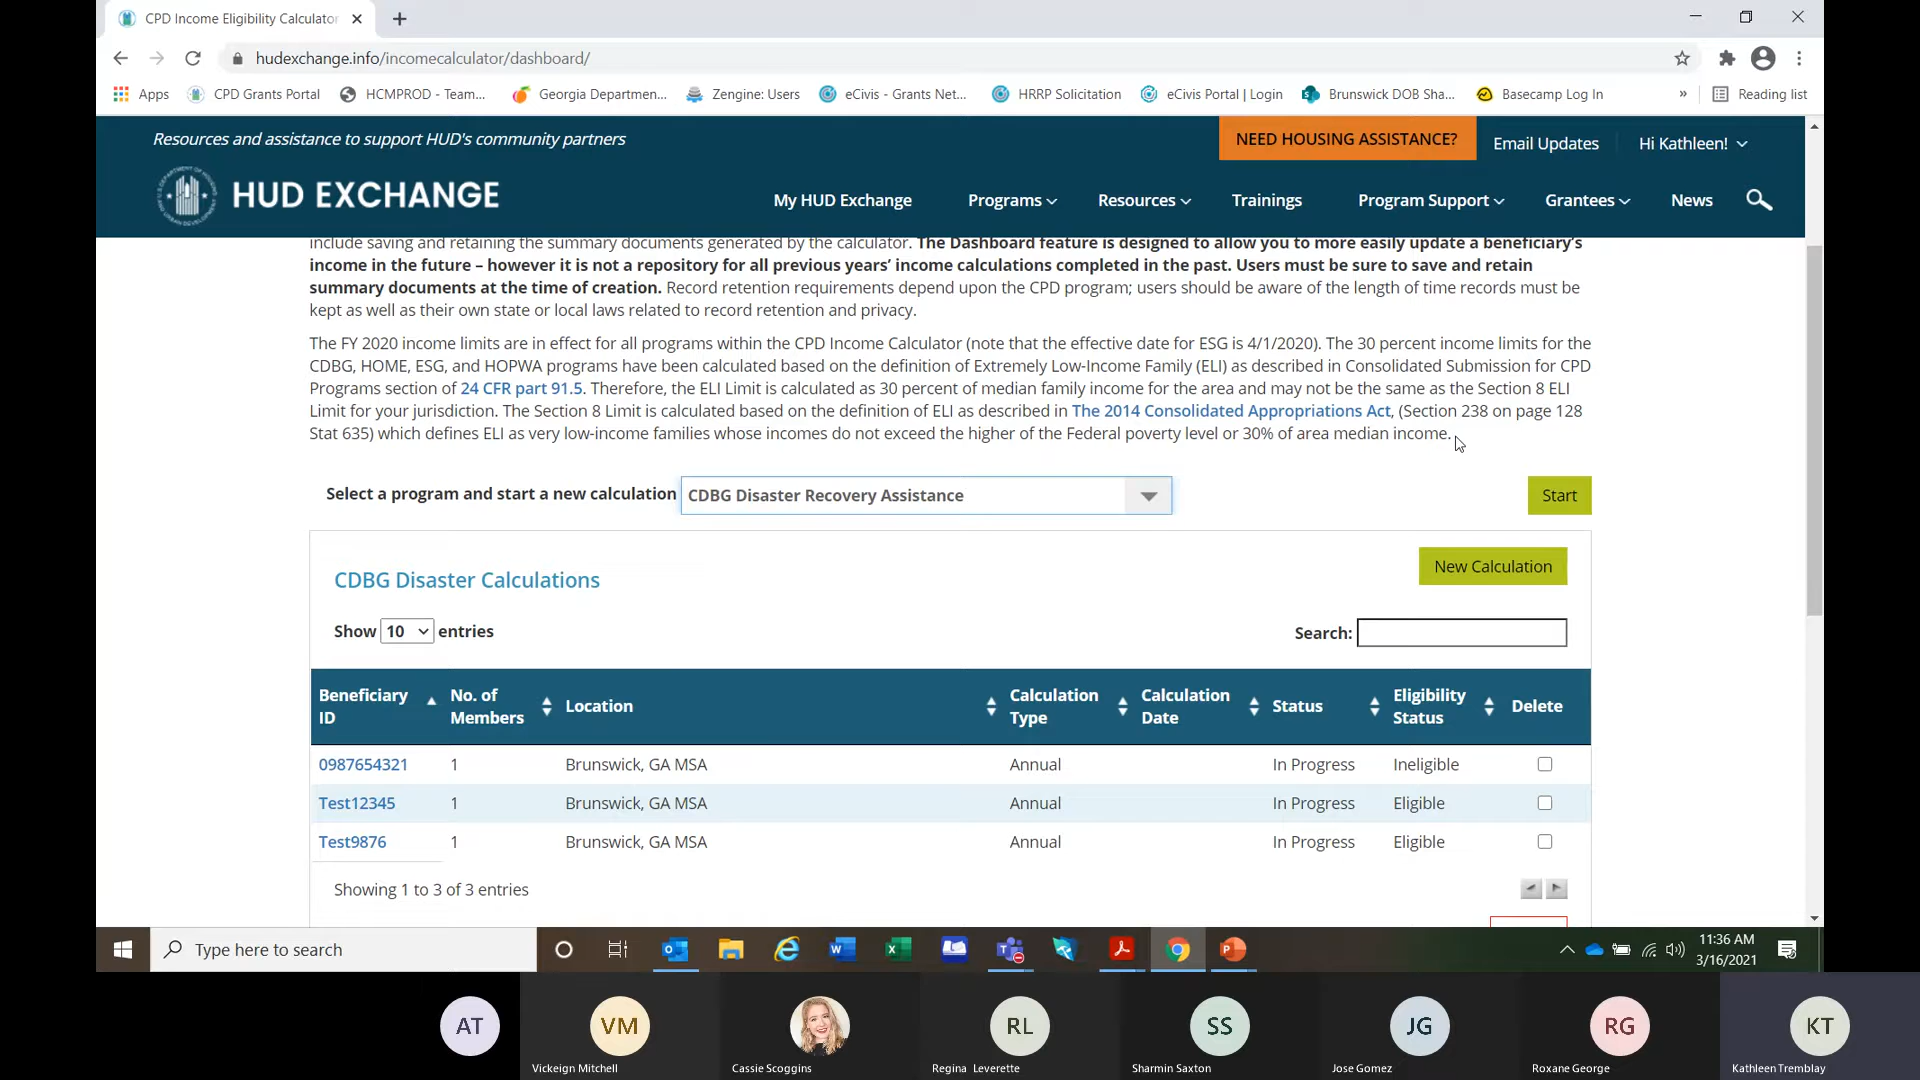 CPD Income Eligibility Calculator
hudexchange.info/incomecalculator/dashboard/
Apps CPD Grants Portal HCMPROD - Team... Georgia Departmen... Zengine: Users eCivis - Grants Net... HRRP Solicitation eCivis Portal | Login Brunswick DOB Sha... Basecamp Log In » Reading list
Resources and assistance to support HUD's community partners
NEED HOUSING ASSISTANCE? Email Updates Hi Kathleen!
HUD EXCHANGE
My HUD Exchange Programs Resources Trainings Program Support Grantees News
include saving and retaining the summary documents generated by the calculator. The Dashboard feature is designed to allow you to more easily update a beneficiary's
income in the future – however it is not a repository for all previous years' income calculations completed in the past. Users must be sure to save and retain
summary documents at the time of creation. Record retention requirements depend upon the CPD program; users should be aware of the length of time records must be
kept as well as their own state or local laws related to record retention and privacy.
The FY 2020 income limits are in effect for all programs within the CPD Income Calculator (note that the effective date for ESG is 4/1/2020). The 30 percent income limits for the
CDBG, HOME, ESG, and HOPWA programs have been calculated based on the definition of Extremely Low-Income Family (ELI) as described in Consolidated Submission for CPD
Programs section of 24 CFR part 91.5. Therefore, the ELI Limit is calculated as 30 percent of median family income for the area and may not be the same as the Section 8 ELI
Limit for your jurisdiction. The Section 8 Limit is calculated based on the definition of ELI as described in The 2014 Consolidated Appropriations Act, (Section 238 on page 128
Stat 635) which defines ELI as very low-income families whose incomes do not exceed the higher of the Federal poverty level or 30% of area median income.
Select a program and start a new calculation CDBG Disaster Recovery Assistance Start
New Calculation
CDBG Disaster Calculations
Show 10 entries Search:
Beneficiary ID No. of Members Location Calculation Type Calculation Date Status Eligibility Status Delete
0987654321 1 Brunswick, GA MSA Annual In Progress Ineligible
Test12345 1 Brunswick, GA MSA Annual In Progress Eligible
Test9876 1 Brunswick, GA MSA Annual In Progress Eligible
Showing 1 to 3 of 3 entries
Type here to search
11:36 AM
3/16/2021
AT VM RL SS JG RG KT
Vickeign Mitchell Cassie Scoggins Regina Leverette Sharmin Saxton Jose Gomez Roxane George Kathleen Tremblay